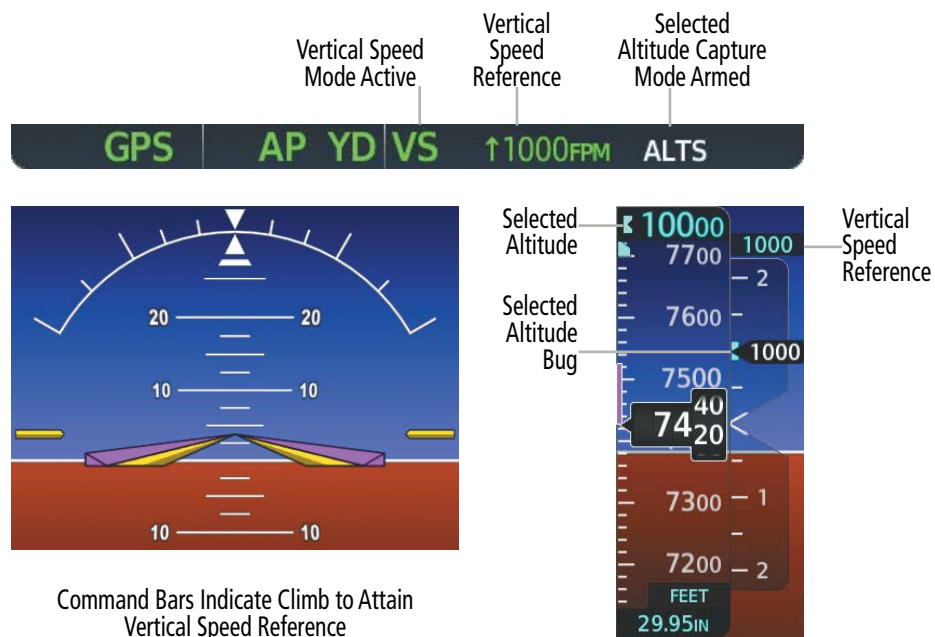 Vertical Speed
Mode Active
Vertical
Speed
Reference
Selected
Altitude Capture
Mode Armed
GPS AP YD VS ↑1000FPM ALTS
20 20
10 10
10 10
Command Bars Indicate Climb to Attain
Vertical Speed Reference
Selected
Altitude
Selected
Altitude
Bug
10000
7700
7600
7500
7440
20
7300
7200
FEET
29.95IN
1000
2
1000
1
2
Vertical
Speed
Reference